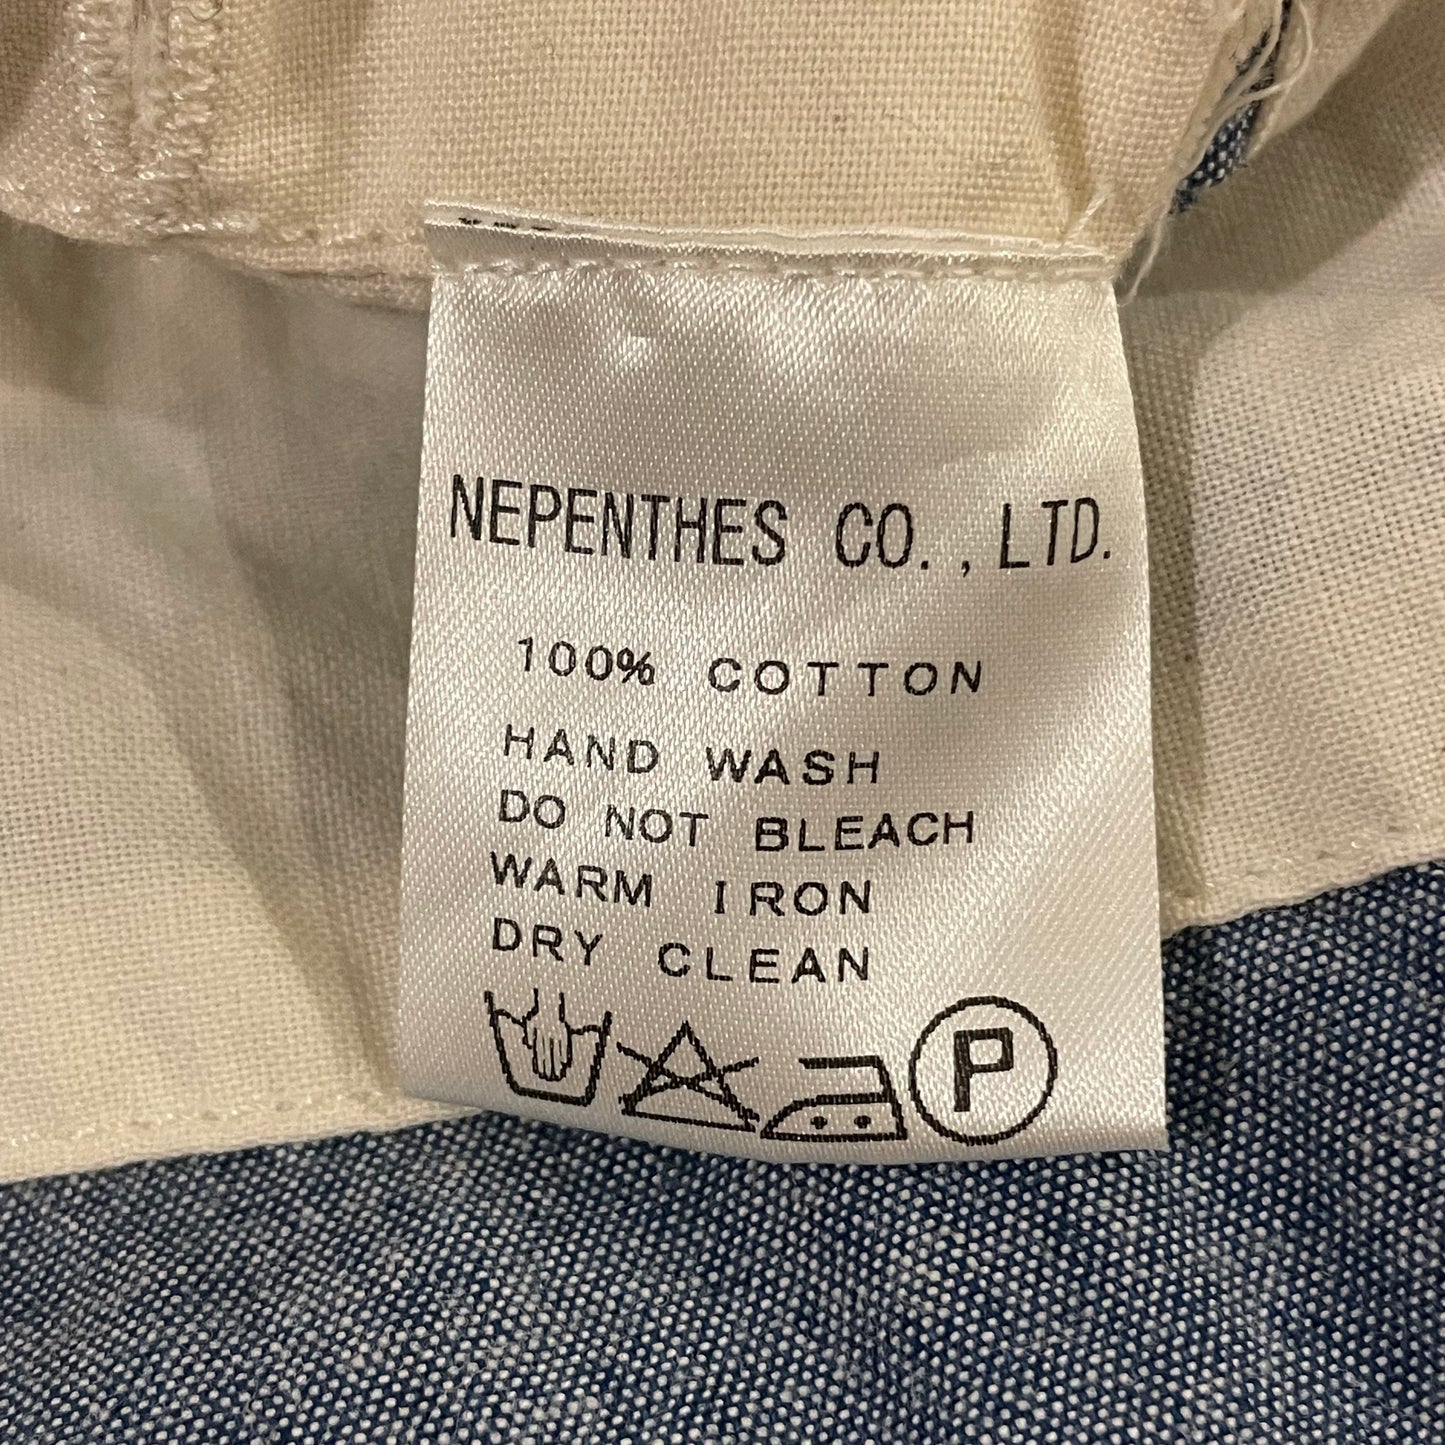 NEPENTHES CO., LTD.
100% COTTON
HAND WASH
DO NOT BLEACH
WARM IRON
DRY CLEAN
P